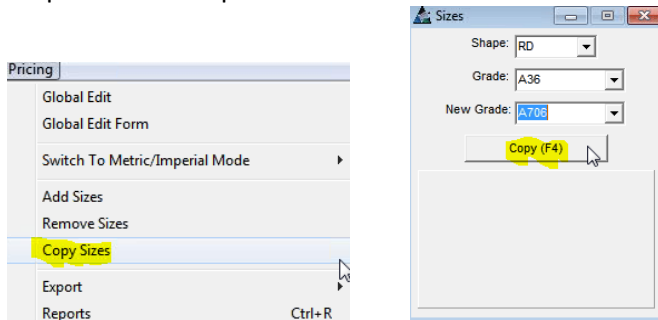 Pricing
Global Edit
Global Edit Form
Switch To Metric/Imperial Mode
Add Sizes
Remove Sizes
Copy Sizes
Export
Reports Ctrl+R
Sizes
Shape: RD
Grade: A36
New Grade: A706
Copy (F4)